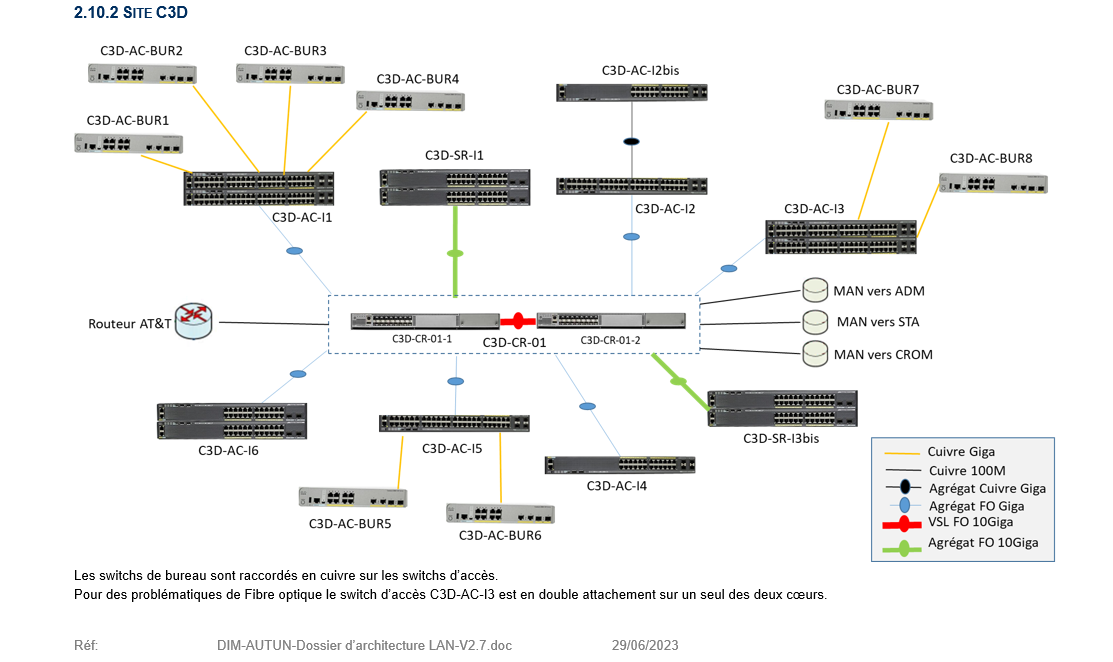 2.10.2 SITE C3D
C3D-AC-BUR2
C3D-AC-BUR3
C3D-AC-BUR4
C3D-AC-I2bis
C3D-AC-BUR7
C3D-AC-BUR1
C3D-SR-I1
C3D-AC-BUR8
C3D-AC-I1
C3D-AC-I2
C3D-AC-I3
MAN vers ADM
Routeur AT&T
MAN vers STA
C3D-CR-01-1
C3D-CR-01
C3D-CR-01-2
MAN vers CROM
C3D-AC-I6
C3D-AC-I5
C3D-SR-I3bis
C3D-AC-I4
C3D-AC-BUR5
C3D-AC-BUR6
Cuivre Giga
Cuivre 100M
Agrégat Cuivre Giga
Agrégat FO Giga
VSL FO 10Giga
Agrégat FO 10Giga
Les switchs de bureau sont raccordés en cuivre sur les switchs d'accès.
Pour des problématiques de Fibre optique le switch d'accès C3D-AC-I3 est en double attachement sur un seul des deux cœurs.
Réf: DIM-AUTUN-Dossier d'architecture LAN-V2.7.doc 29/06/2023